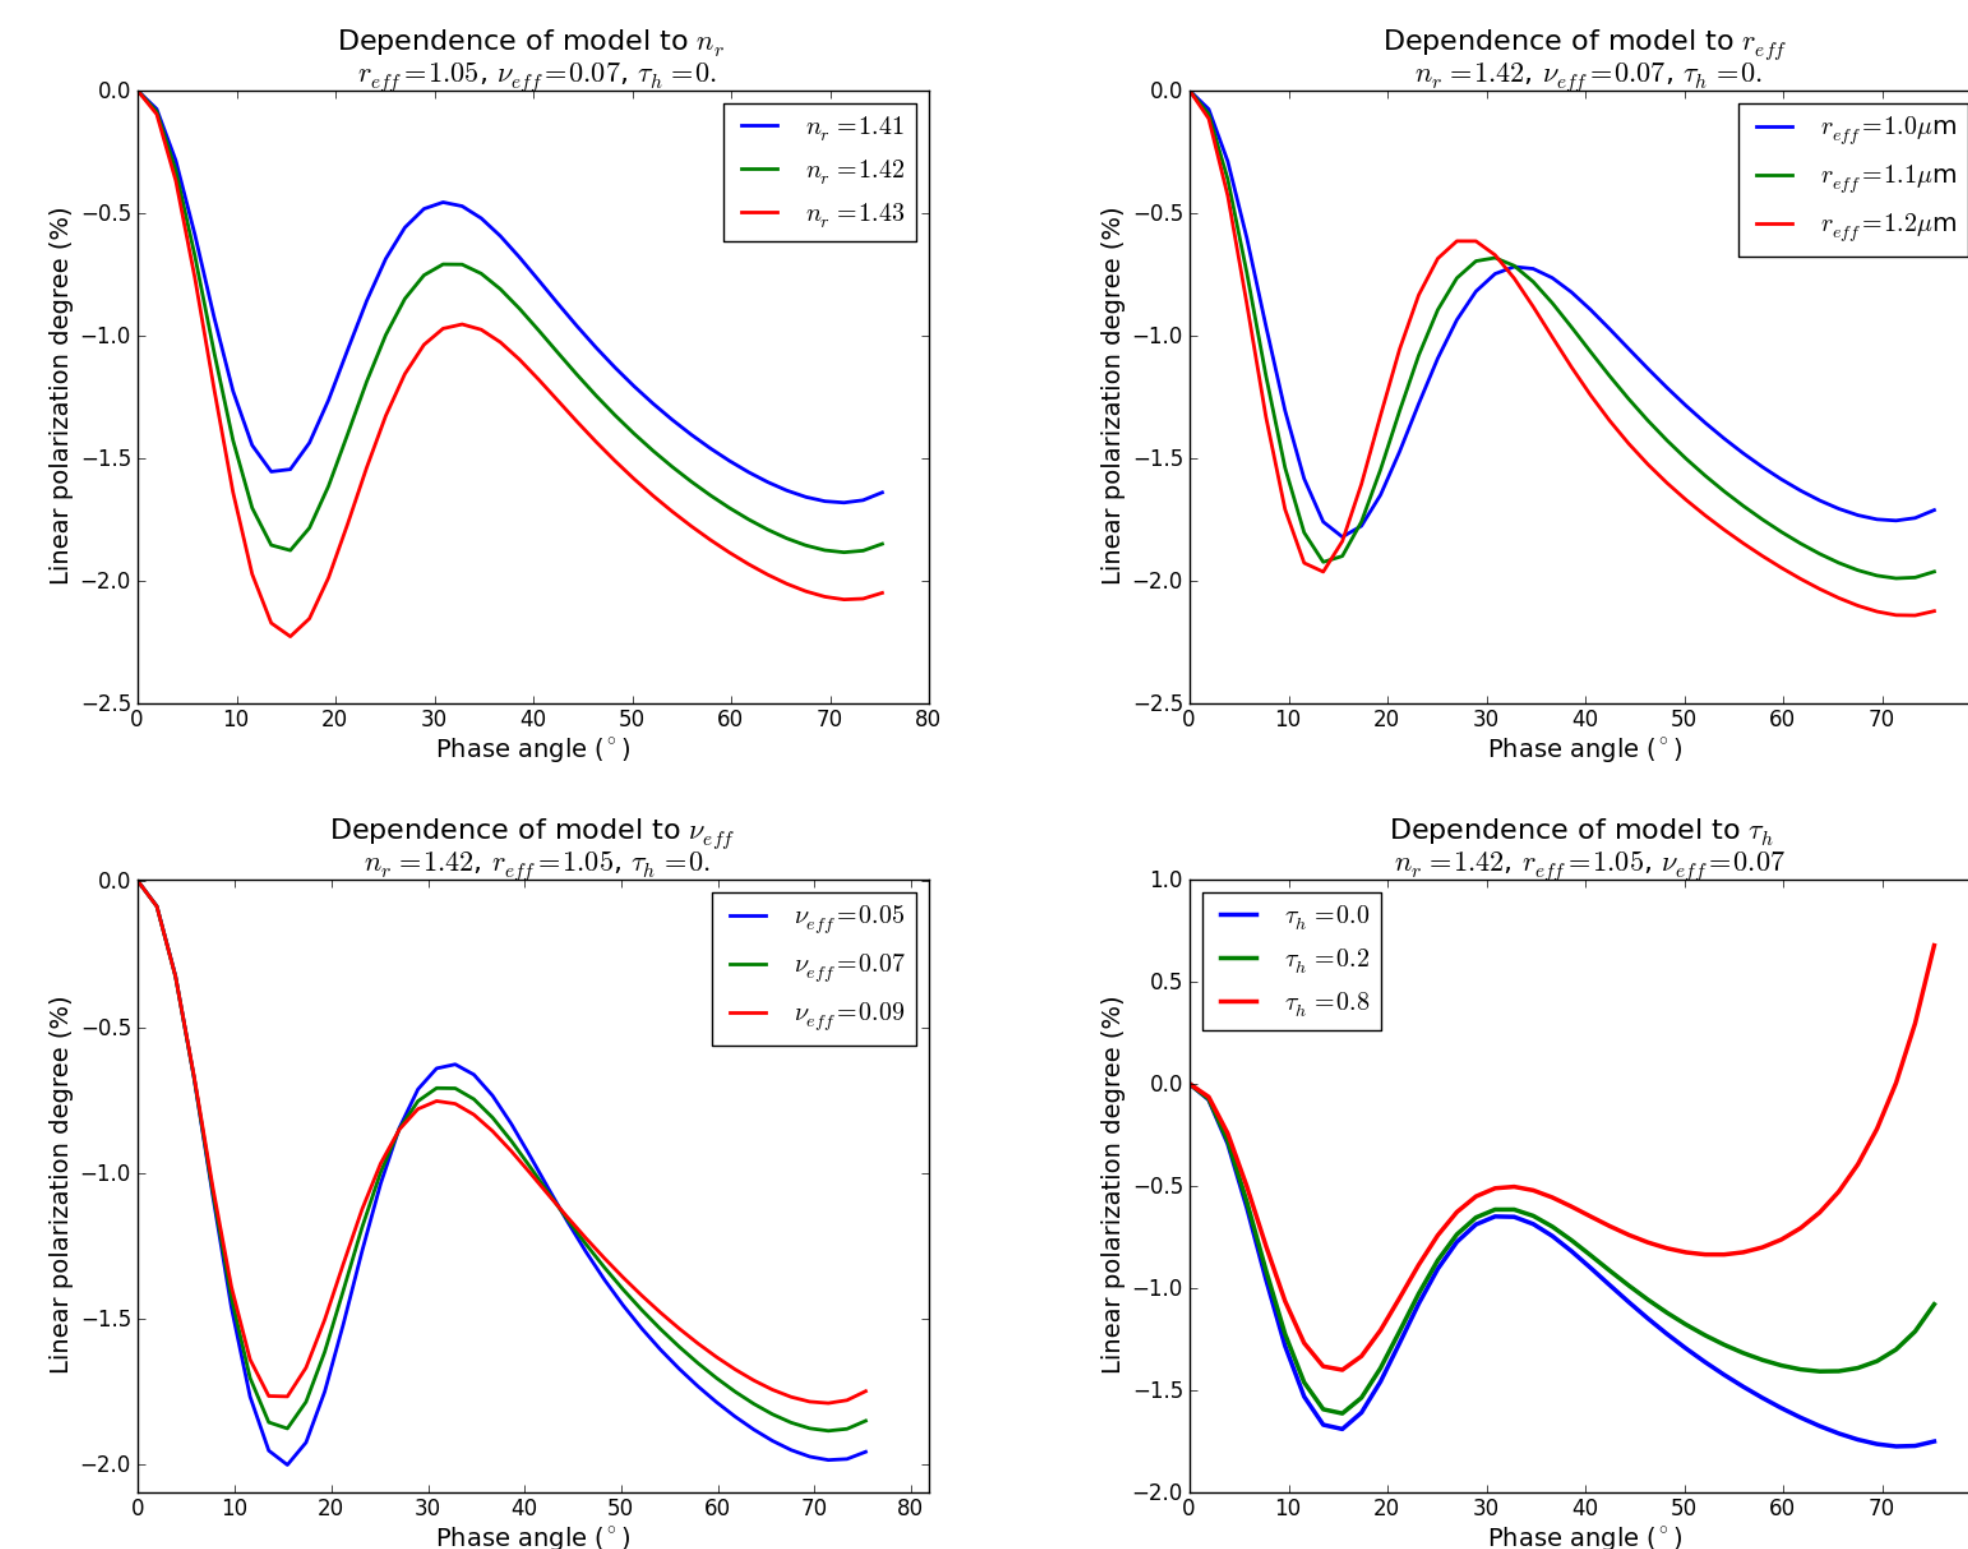 Dependence of model to n_r
r_eff=1.05, ν_eff=0.07, τ_h=0.
0.0
−0.5
−1.0
−1.5
−2.0
−2.5
Linear polarization degree (%)
n_r=1.41
n_r=1.42
n_r=1.43
0 10 20 30 40 50 60 70 80
Phase angle (°)
Dependence of model to r_eff
n_r=1.42, ν_eff=0.07, τ_h=0.
0.0
−0.5
−1.0
−1.5
−2.0
−2.5
Linear polarization degree (%)
r_eff=1.0μm
r_eff=1.1μm
r_eff=1.2μm
0 10 20 30 40 50 60 70
Phase angle (°)
Dependence of model to ν_eff
n_r=1.42, r_eff=1.05, τ_h=0.
0.0
−0.5
−1.0
−1.5
−2.0
Linear polarization degree (%)
ν_eff=0.05
ν_eff=0.07
ν_eff=0.09
0 10 20 30 40 50 60 70 80
Phase angle (°)
Dependence of model to τ_h
n_r=1.42, r_eff=1.05, ν_eff=0.07
1.0
0.5
0.0
−0.5
−1.0
−1.5
−2.0
Linear polarization degree (%)
τ_h=0.0
τ_h=0.2
τ_h=0.8
0 10 20 30 40 50 60 70
Phase angle (°)